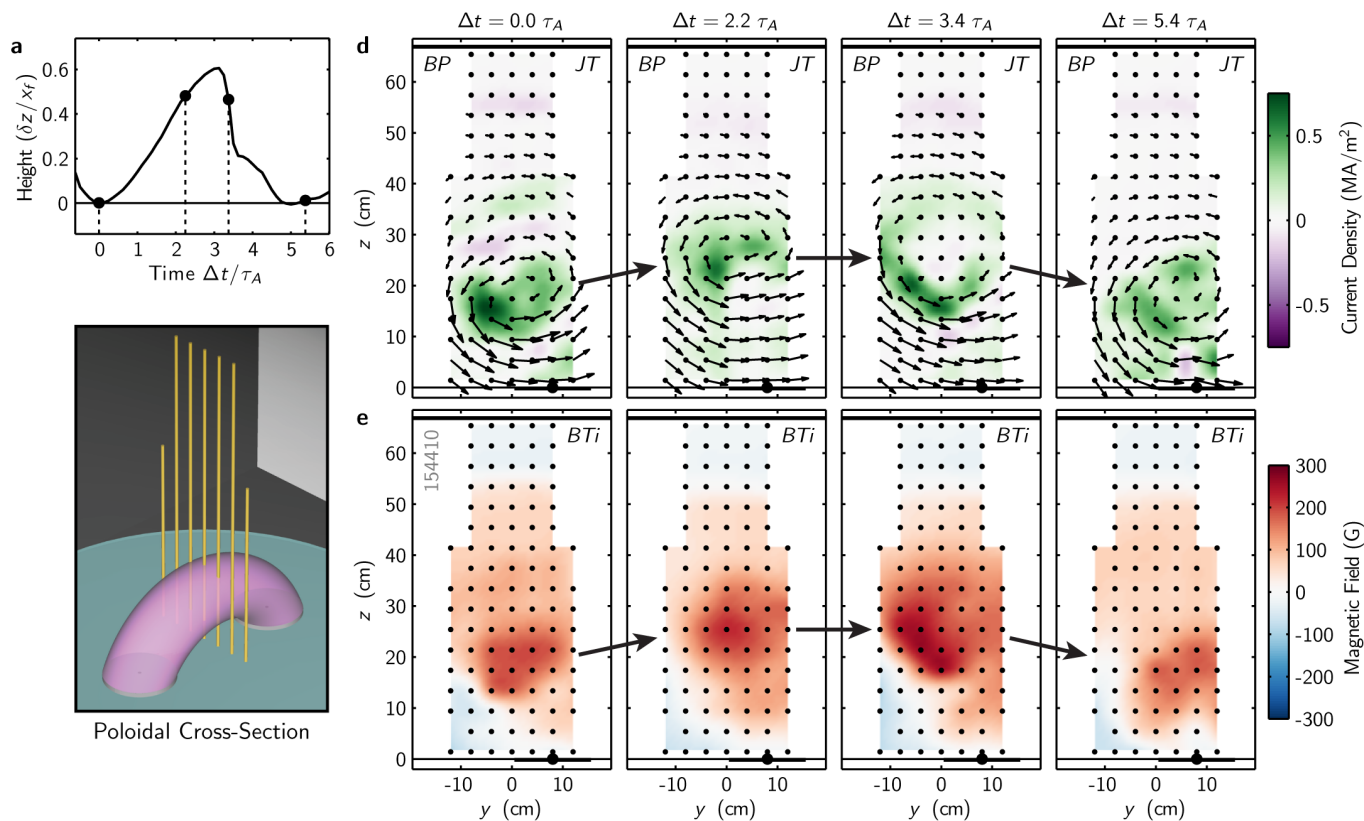 a
Height (δz/x_f)
0.6
0.4
0.2
0
0 1 2 3 4 5 6
Time Δt/τ_A
Poloidal Cross-Section
d
Δt = 0.0 τ_A
Δt = 2.2 τ_A
Δt = 3.4 τ_A
Δt = 5.4 τ_A
BP JT
BP JT
BP JT
BP JT
z (cm)
60
50
40
30
20
10
0
0.5
0
-0.5
Current Density (MA/m²)
e
154410
BTi
BTi
BTi
BTi
z (cm)
60
50
40
30
20
10
0
-10 0 10
-10 0 10
-10 0 10
-10 0 10
y (cm)
y (cm)
y (cm)
y (cm)
300
200
100
0
-100
-200
-300
Magnetic Field (G)